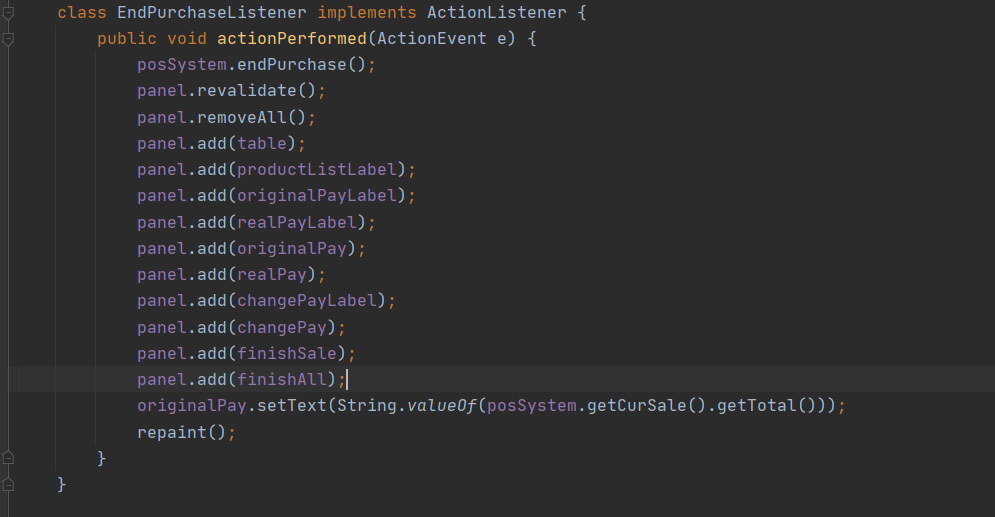 class EndPurchaseListener implements ActionListener {
    public void actionPerformed(ActionEvent e) {
        posSystem.endPurchase();
        panel.revalidate();
        panel.removeAll();
        panel.add(table);
        panel.add(productListLabel);
        panel.add(originalPayLabel);
        panel.add(realPayLabel);
        panel.add(originalPay);
        panel.add(realPay);
        panel.add(changePayLabel);
        panel.add(changePay);
        panel.add(finishSale);
        panel.add(finishAll);
        originalPay.setText(String.valueOf(posSystem.getCurSale().getTotal()));
        repaint();
    }
}